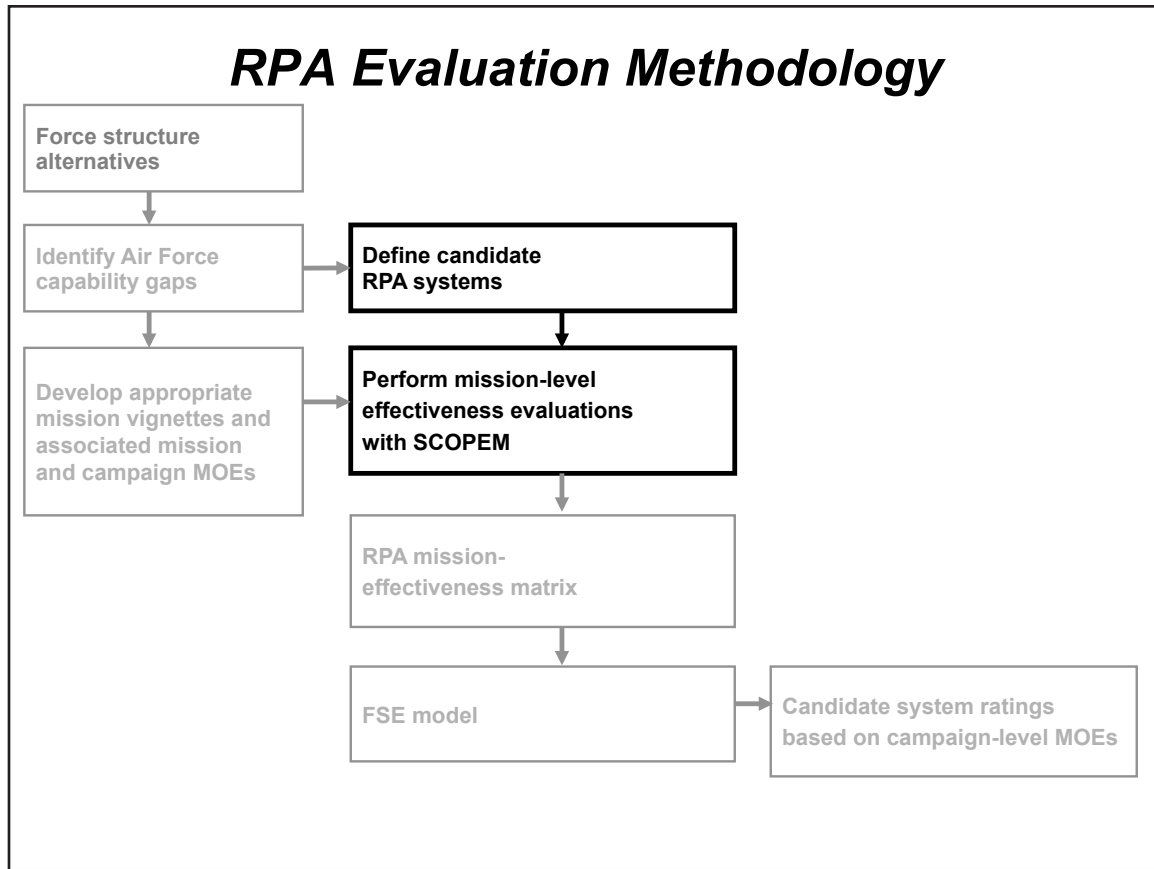 RPA Evaluation Methodology
Force structure
alternatives
Identify Air Force
capability gaps
Define candidate
RPA systems
Develop appropriate
mission vignettes and
associated mission
and campaign MOEs
Perform mission-level
effectiveness evaluations
with SCOPEM
RPA mission-
effectiveness matrix
FSE model
Candidate system ratings
based on campaign-level MOEs